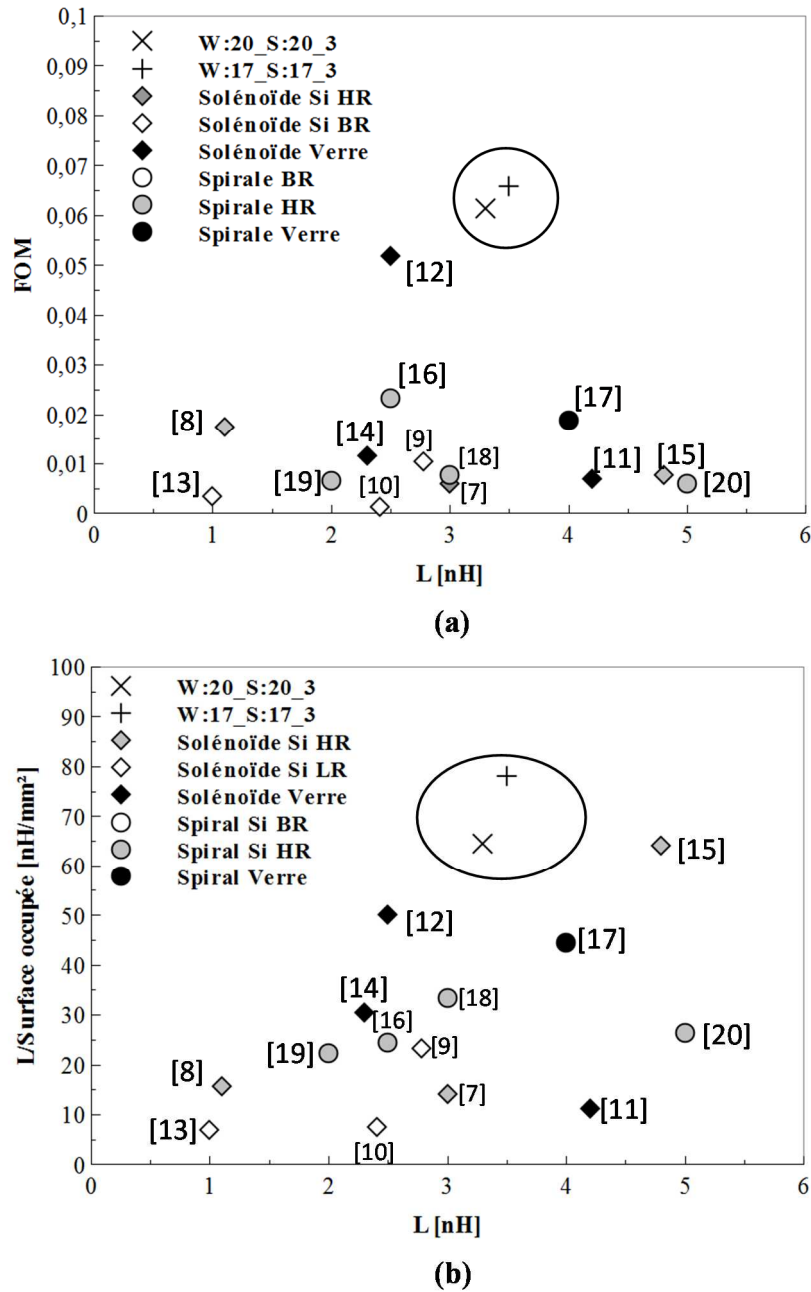 0,1
0,09
0,08
0,07
0,06
0,05
0,04
0,03
0,02
0,01
0
FOM
W:20_S:20_3
W:17_S:17_3
Solénoïde Si HR
Solénoïde Si BR
Solénoïde Verre
Spirale BR
Spirale HR
Spirale Verre
[12]
[16]
[17]
[8]
[14]
[9]
[18]
[11]
[15]
[13]
[19]
[10]
[7]
[20]
0 1 2 3 4 5 6
L [nH]
(a)
100
90
80
70
60
50
40
30
20
10
0
L/Surface occupée [nH/mm²]
W:20_S:20_3
W:17_S:17_3
Solénoïde Si HR
Solénoïde Si LR
Solénoïde Verre
Spiral Si BR
Spiral Si HR
Spiral Verre
[15]
[12]
[17]
[14]
[18]
[16]
[19]
[9]
[20]
[8]
[7]
[11]
[13]
[10]
0 1 2 3 4 5 6
L [nH]
(b)